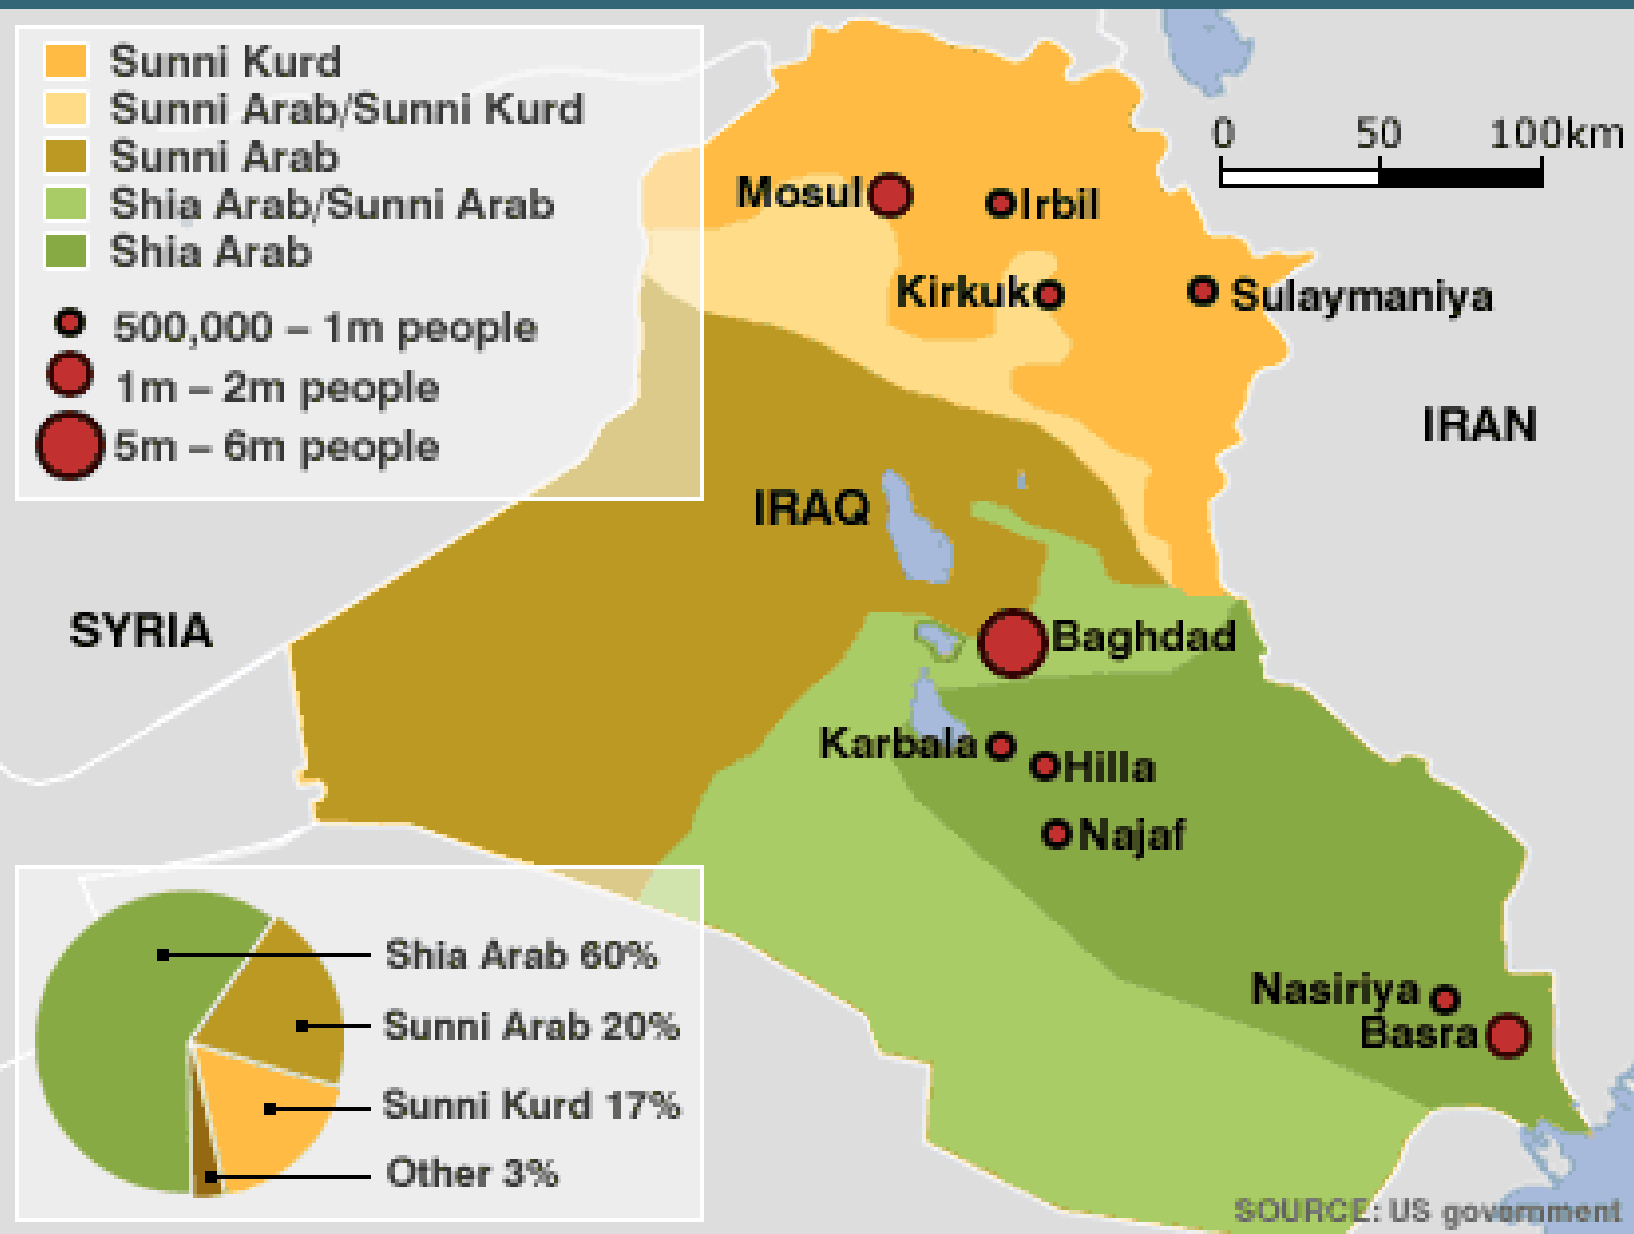 Sunni Kurd
Sunni Arab/Sunni Kurd
Sunni Arab
Shia Arab/Sunni Arab
Shia Arab
500,000 – 1m people
1m – 2m people
5m – 6m people
0 50 100km
Mosul
Irbil
Kirkuk
Sulaymaniya
IRAN
IRAQ
SYRIA
Baghdad
Karbala
Hilla
Najaf
Nasiriya
Basra
Shia Arab 60%
Sunni Arab 20%
Sunni Kurd 17%
Other 3%
SOURCE: US government